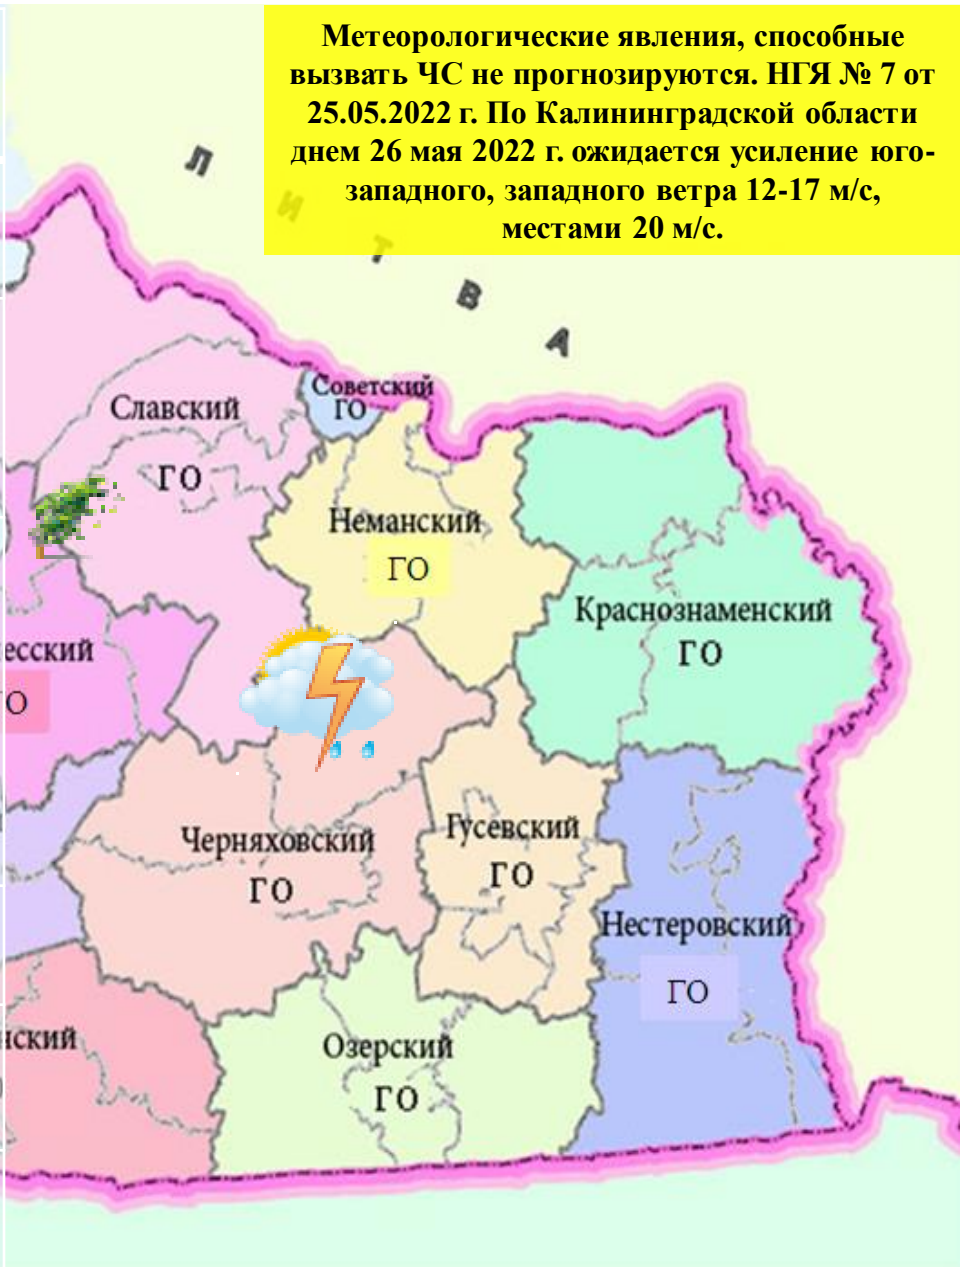 Метеорологические явления, способные
вызвать ЧС не прогнозируются. НГЯ № 7 от
25.05.2022 г. По Калининградской области
днем 26 мая 2022 г. ожидается усиление юго-
западного, западного ветра 12-17 м/с,
местами 20 м/с.
Л И Т В А
Советский
ГО
Славский
ГО
Неманский
ГО
Краснознаменский
ГО
есский
О
Черняховский
ГО
Гусевский
ГО
Нестеровский
ГО
нский
Озерский
ГО